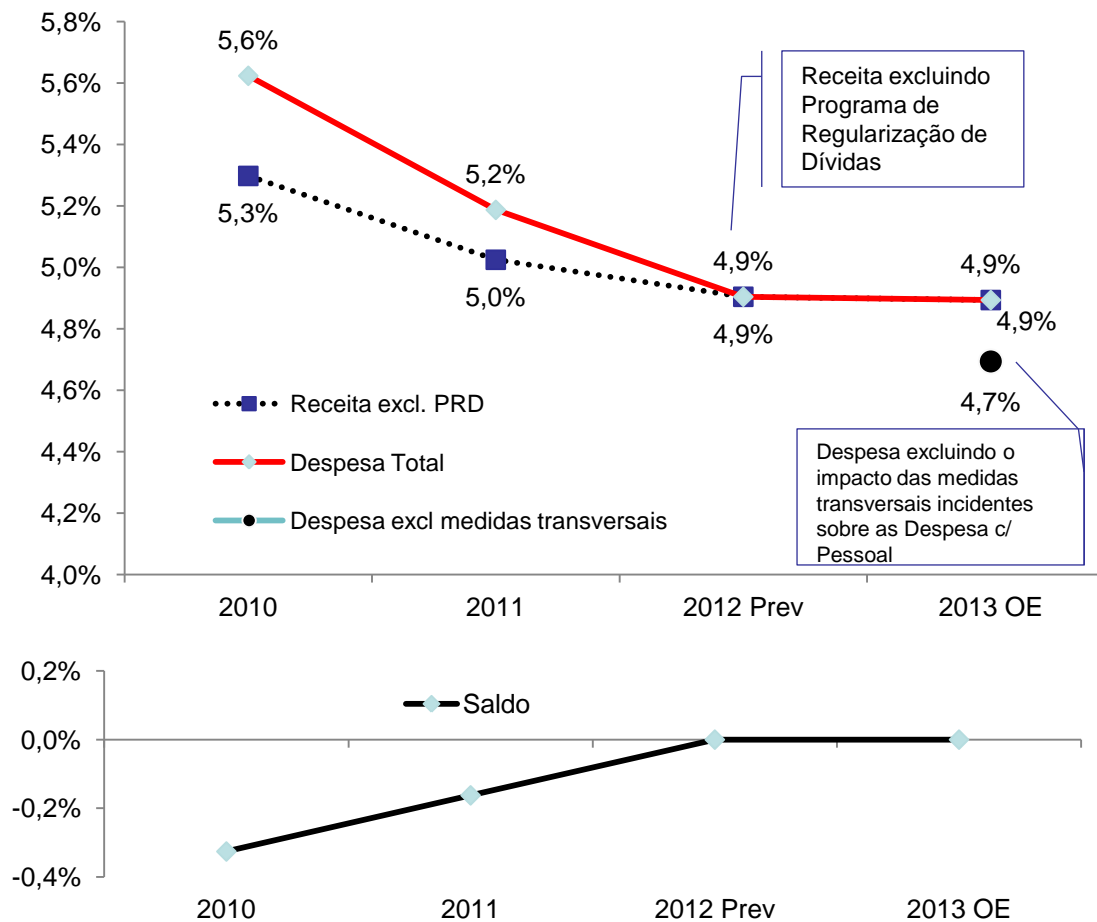 5,8%
5,6%
5,4%
5,2%
5,0%
4,8%
4,6%
4,4%
4,2%
4,0%
5,6%
5,3%
5,2%
5,0%
4,9%
4,9%
4,9%
4,9%
4,7%
Receita excluindo
Programa de
Regularização de
Dívidas
Receita excl. PRD
Despesa Total
Despesa excl medidas transversais
Despesa excluindo o
impacto das medidas
transversais incidentes
sobre as Despesa c/
Pessoal
2010
2011
2012 Prev
2013 OE
0,2%
0,0%
-0,2%
-0,4%
Saldo
2010
2011
2012 Prev
2013 OE